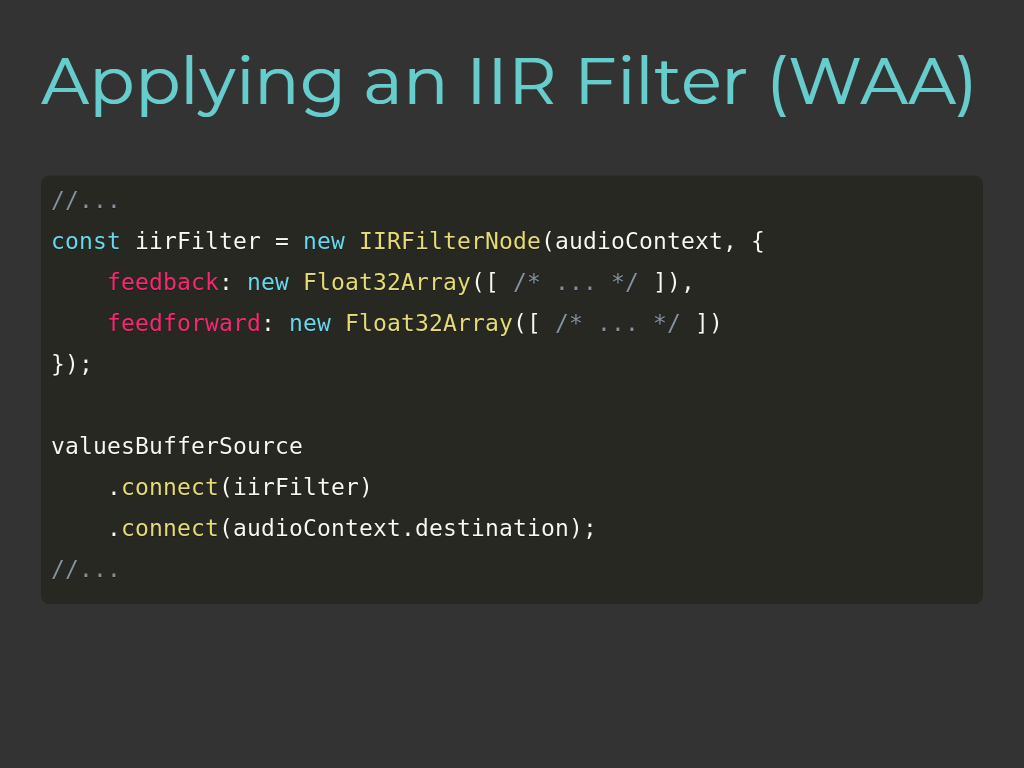 Applying an IIR Filter (WAA)
//...
const iirFilter = new IIRFilterNode(audioContext, {
    feedback: new Float32Array([ /* ... */ ]),
    feedforward: new Float32Array([ /* ... */ ])
});

valuesBufferSource
    .connect(iirFilter)
    .connect(audioContext.destination);
//...